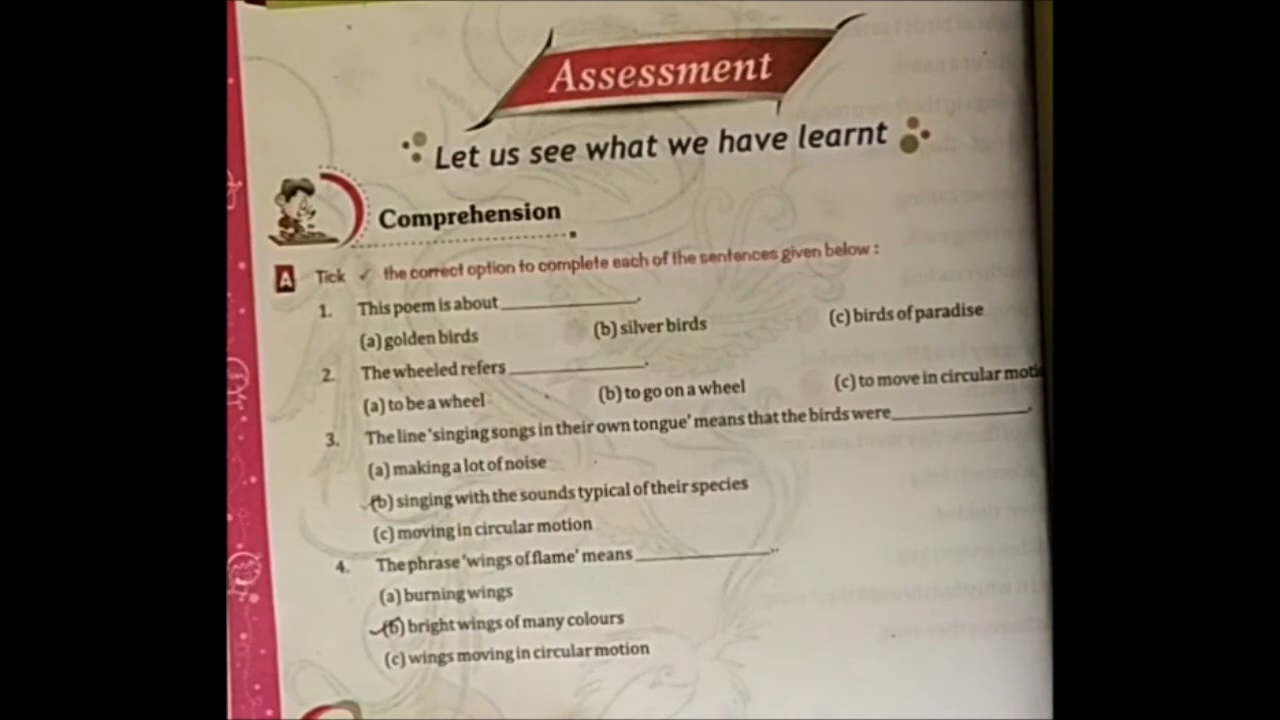 Assessment
Let us see what we have learnt
Comprehension
A Tick ✓ the correct option to complete each of the sentences given below :
1. This poem is about ____________.
(a) golden birds (b) silver birds (c) birds of paradise
2. The wheeled refers ____________.
(a) to be a wheel (b) to go on a wheel (c) to move in circular
3. The line 'singing songs in their own tongue' means that the birds were ____________.
(a) making a lot of noise
(b) singing with the sounds typical of their species
(c) moving in circular motion
4. The phrase 'wings of flame' means ____________..
(a) burning wings
(b) bright wings of many colours
(c) wings moving in circular motion